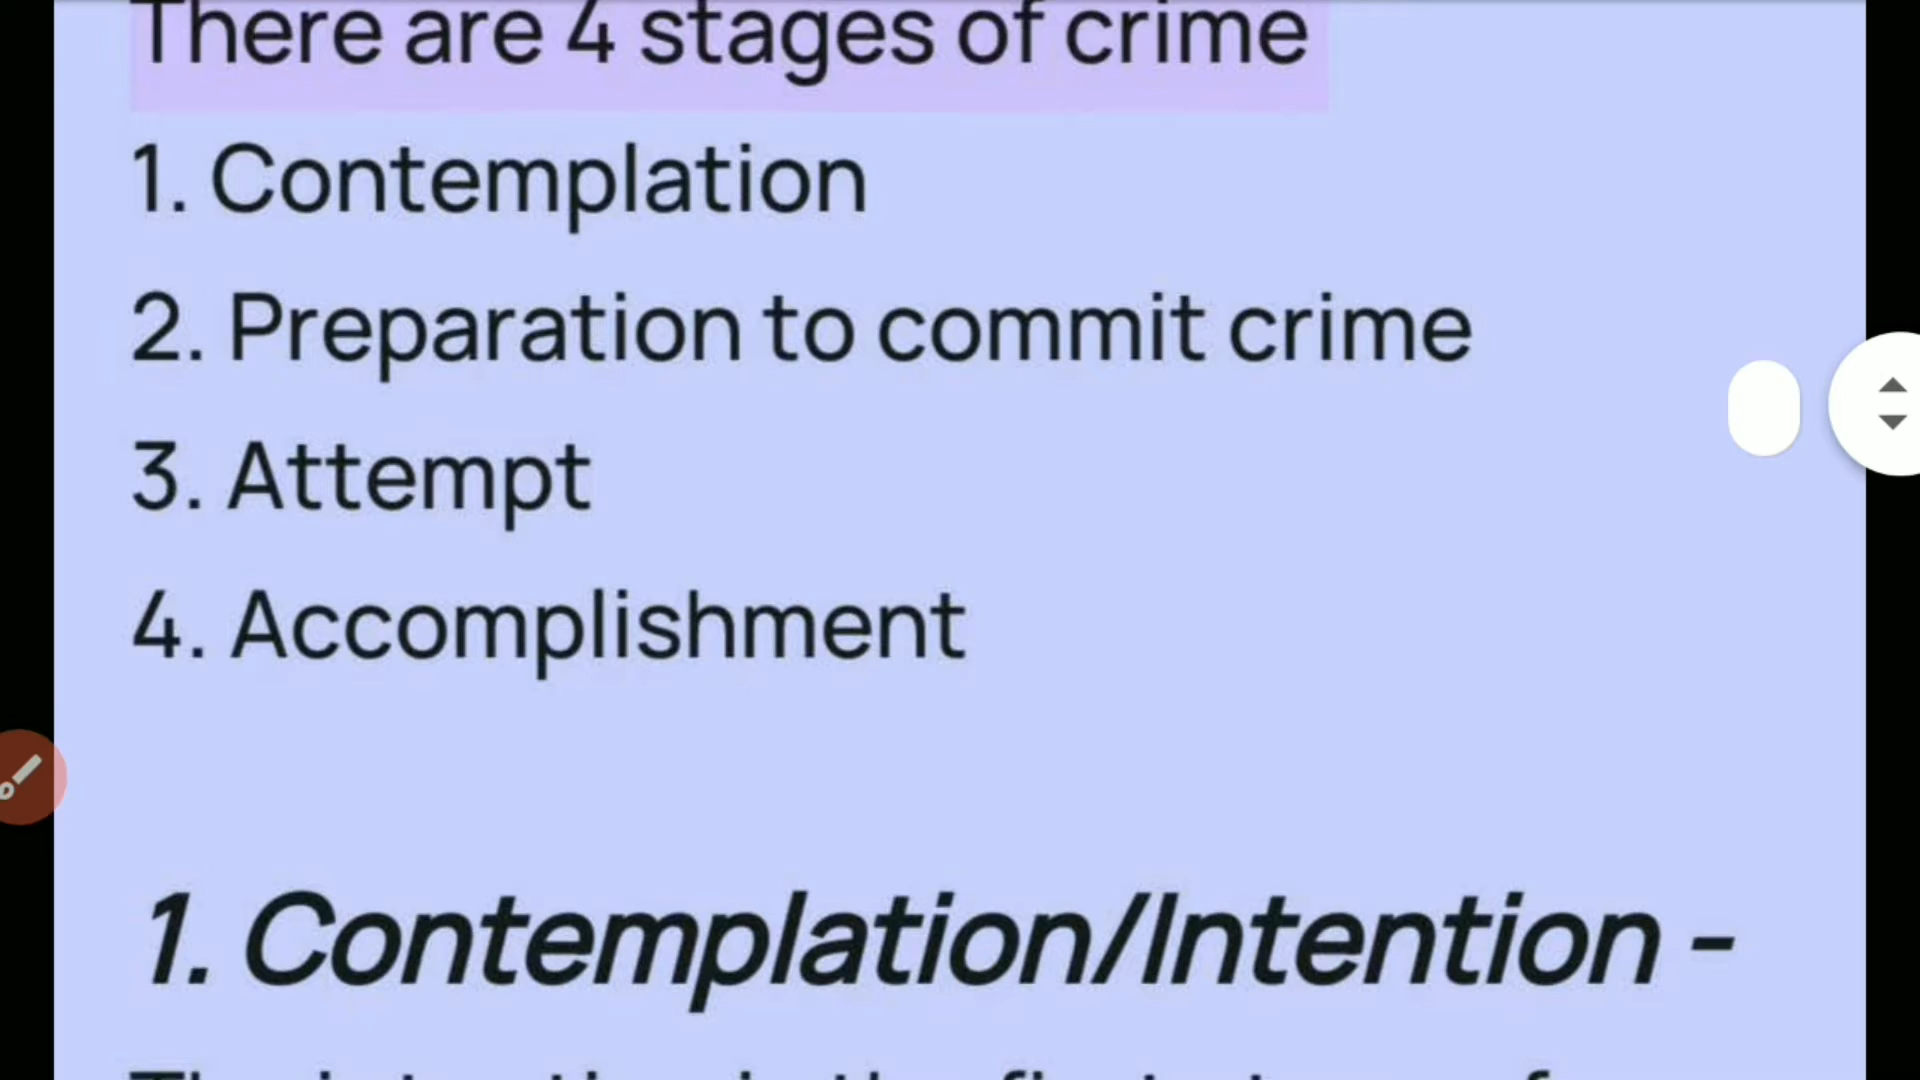 There are 4 stages of crime
1. Contemplation
2. Preparation to commit crime
3. Attempt
4. Accomplishment
1. Contemplation/Intention -